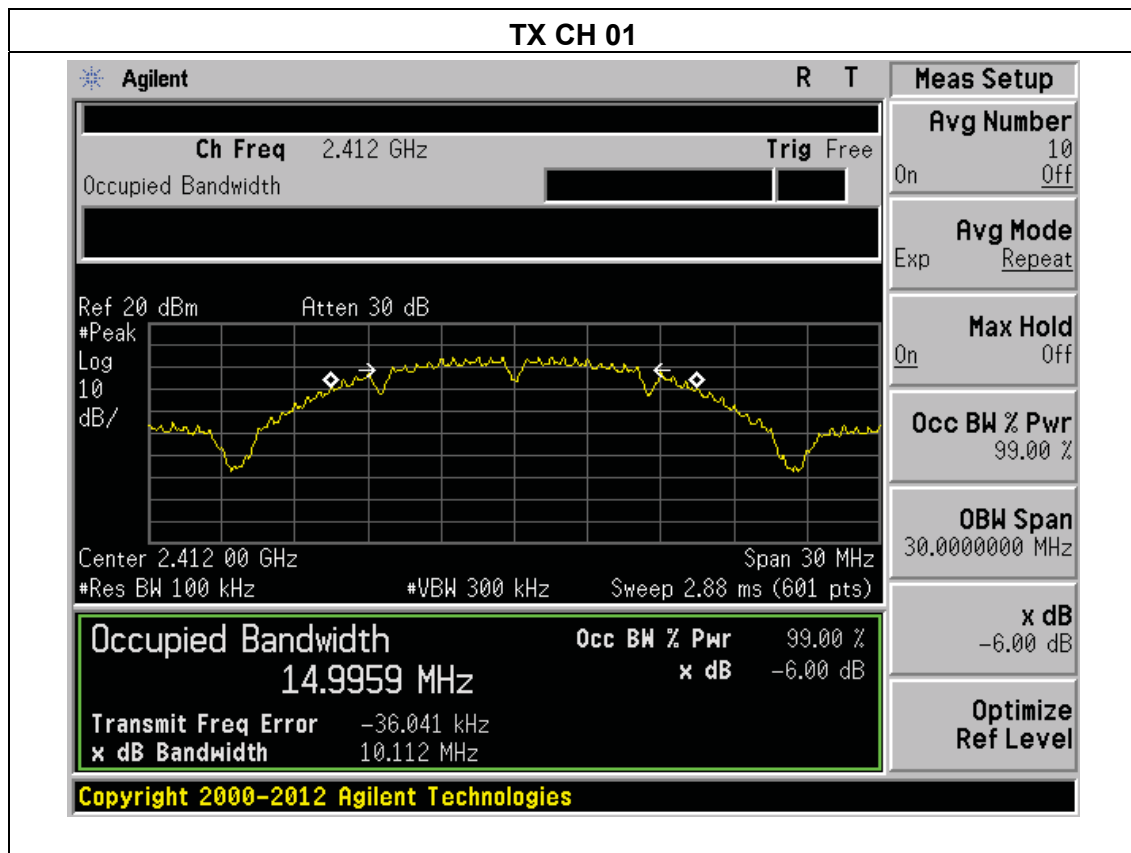 TX CH 01
Agilent R T
Ch Freq 2.412 GHz Trig Free
Occupied Bandwidth
Ref 20 dBm Atten 30 dB
#Peak
Log
10
dB/
Center 2.412 00 GHz Span 30 MHz
#Res BW 100 kHz #VBW 300 kHz Sweep 2.88 ms (601 pts)
Occupied Bandwidth Occ BW % Pwr 99.00 %
14.9959 MHz x dB -6.00 dB
Transmit Freq Error -36.041 kHz
x dB Bandwidth 10.112 MHz
Copyright 2000-2012 Agilent Technologies
Meas Setup
Avg Number
10
On Off
Avg Mode
Exp Repeat
Max Hold
On Off
Occ BW % Pwr
99.00 %
OBW Span
30.0000000 MHz
x dB
-6.00 dB
Optimize
Ref Level